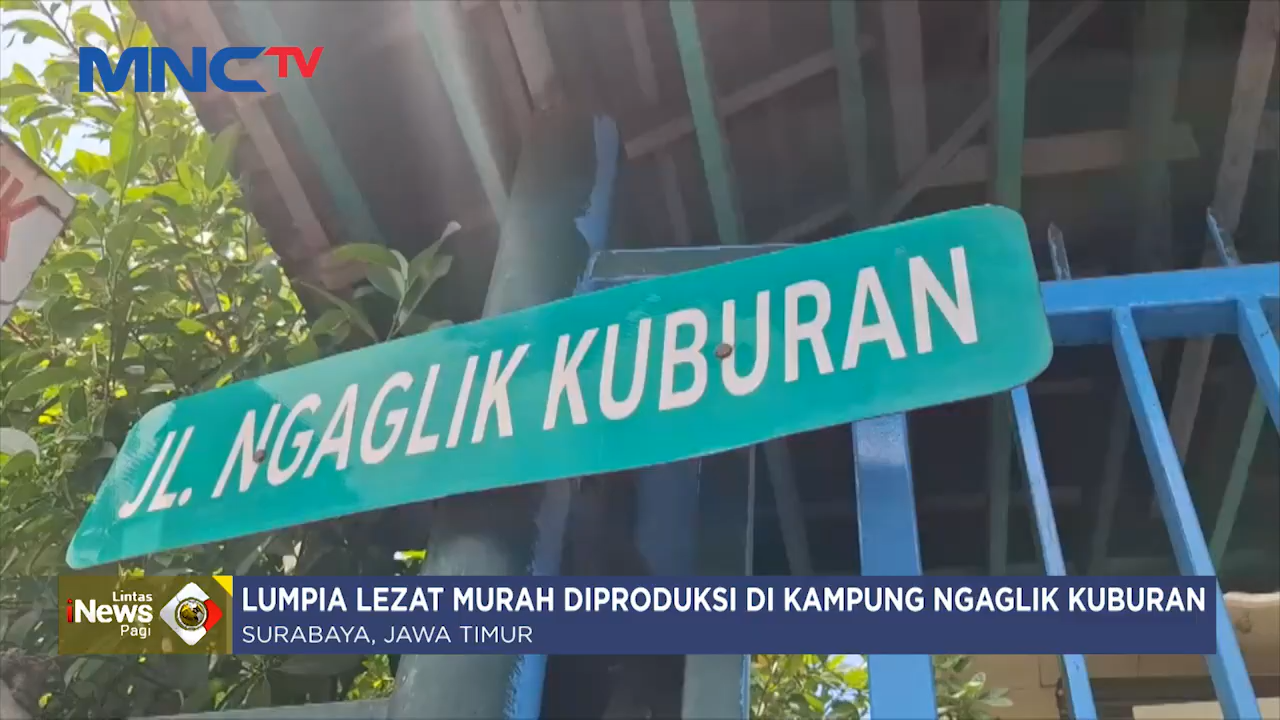 MNCTV
JL. NGAGLIK KUBURAN
Lintas
iNews
Pagi
LUMPIA LEZAT MURAH DIPRODUKSI DI KAMPUNG NGAGLIK KUBURAN
SURABAYA, JAWA TIMUR